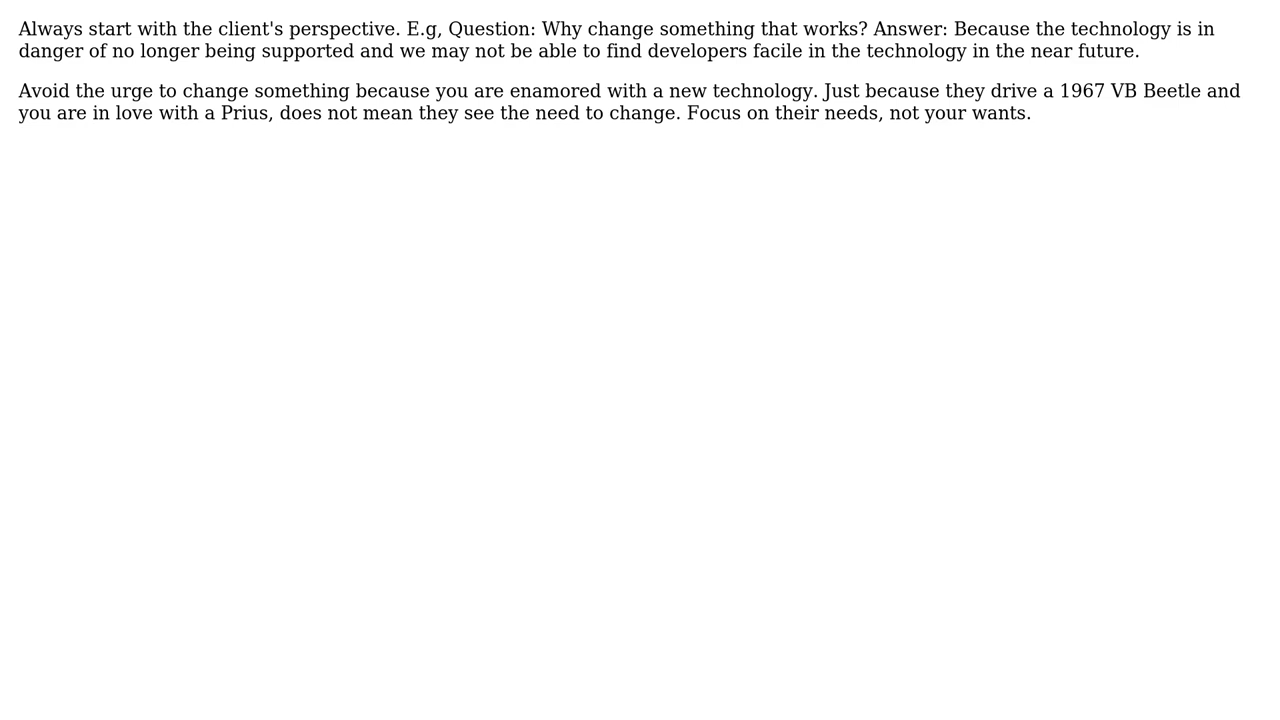 Always start with the client's perspective. E.g, Question: Why change something that works? Answer: Because the technology is in
danger of no longer being supported and we may not be able to find developers facile in the technology in the near future.
Avoid the urge to change something because you are enamored with a new technology. Just because they drive a 1967 VB Beetle and
you are in love with a Prius, does not mean they see the need to change. Focus on their needs, not your wants.